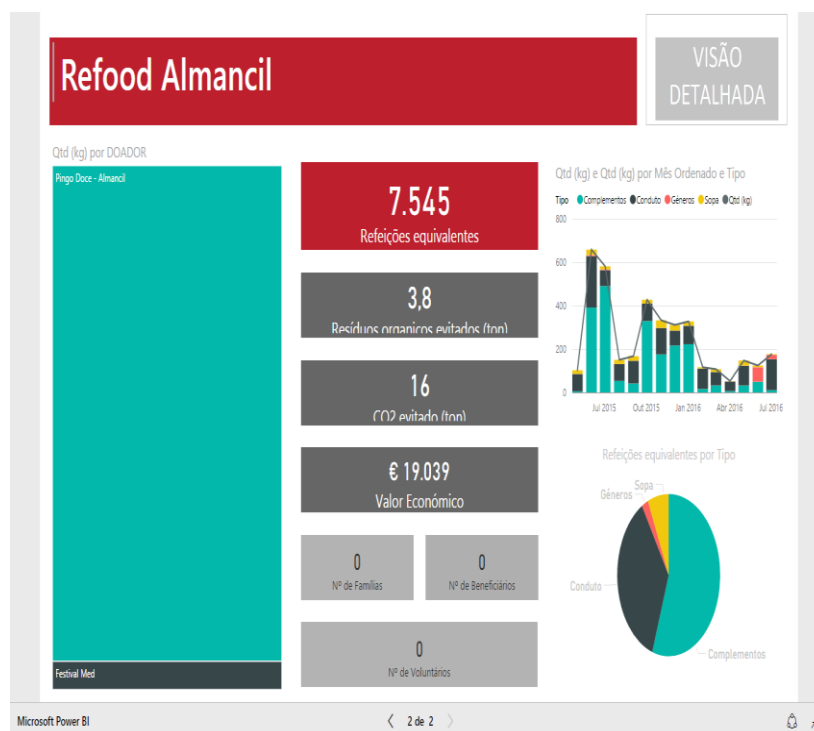 Refood Almancil
VISÃO
DETALHADA
Qtd (kg) por DOADOR
Pingo Doce - Almancil
Festival Med
7.545
Refeições equivalentes
3,8
Resíduos organicos evitados (ton)
16
CO2 evitado (ton)
€ 19.039
Valor Económico
0
Nº de Familias
0
Nº de Beneficiários
0
Nº de Voluntários
Qtd (kg) e Qtd (kg) por Mês Ordenado e Tipo
Tipo Complementos Conduto Géneros Sopa Qtd (kg)
800
600
400
200
0
Jul 2015 Out 2015 Jan 2016 Abr 2016 Jul 2016
Refeições equivalentes por Tipo
Sopa
Géneros
Conduto
Complementos
Microsoft Power BI
2 de 2